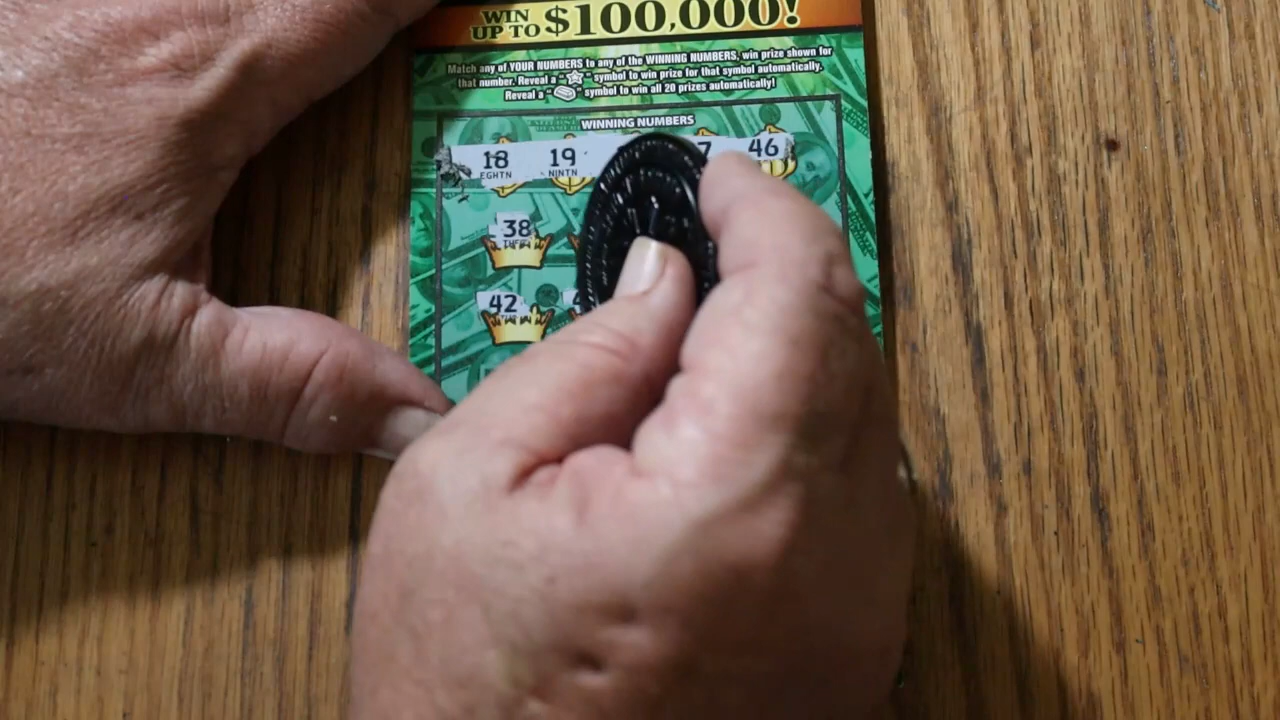 WIN
UP TO $100,000!
Match any of YOUR NUMBERS to any of the WINNING NUMBERS, win prize shown for
that number. Reveal a " " symbol to win prize for that symbol automatically.
Reveal a " " symbol to win all 20 prizes automatically!
WINNING NUMBERS
18 19 7 46
EGHTN NINTN
38
42